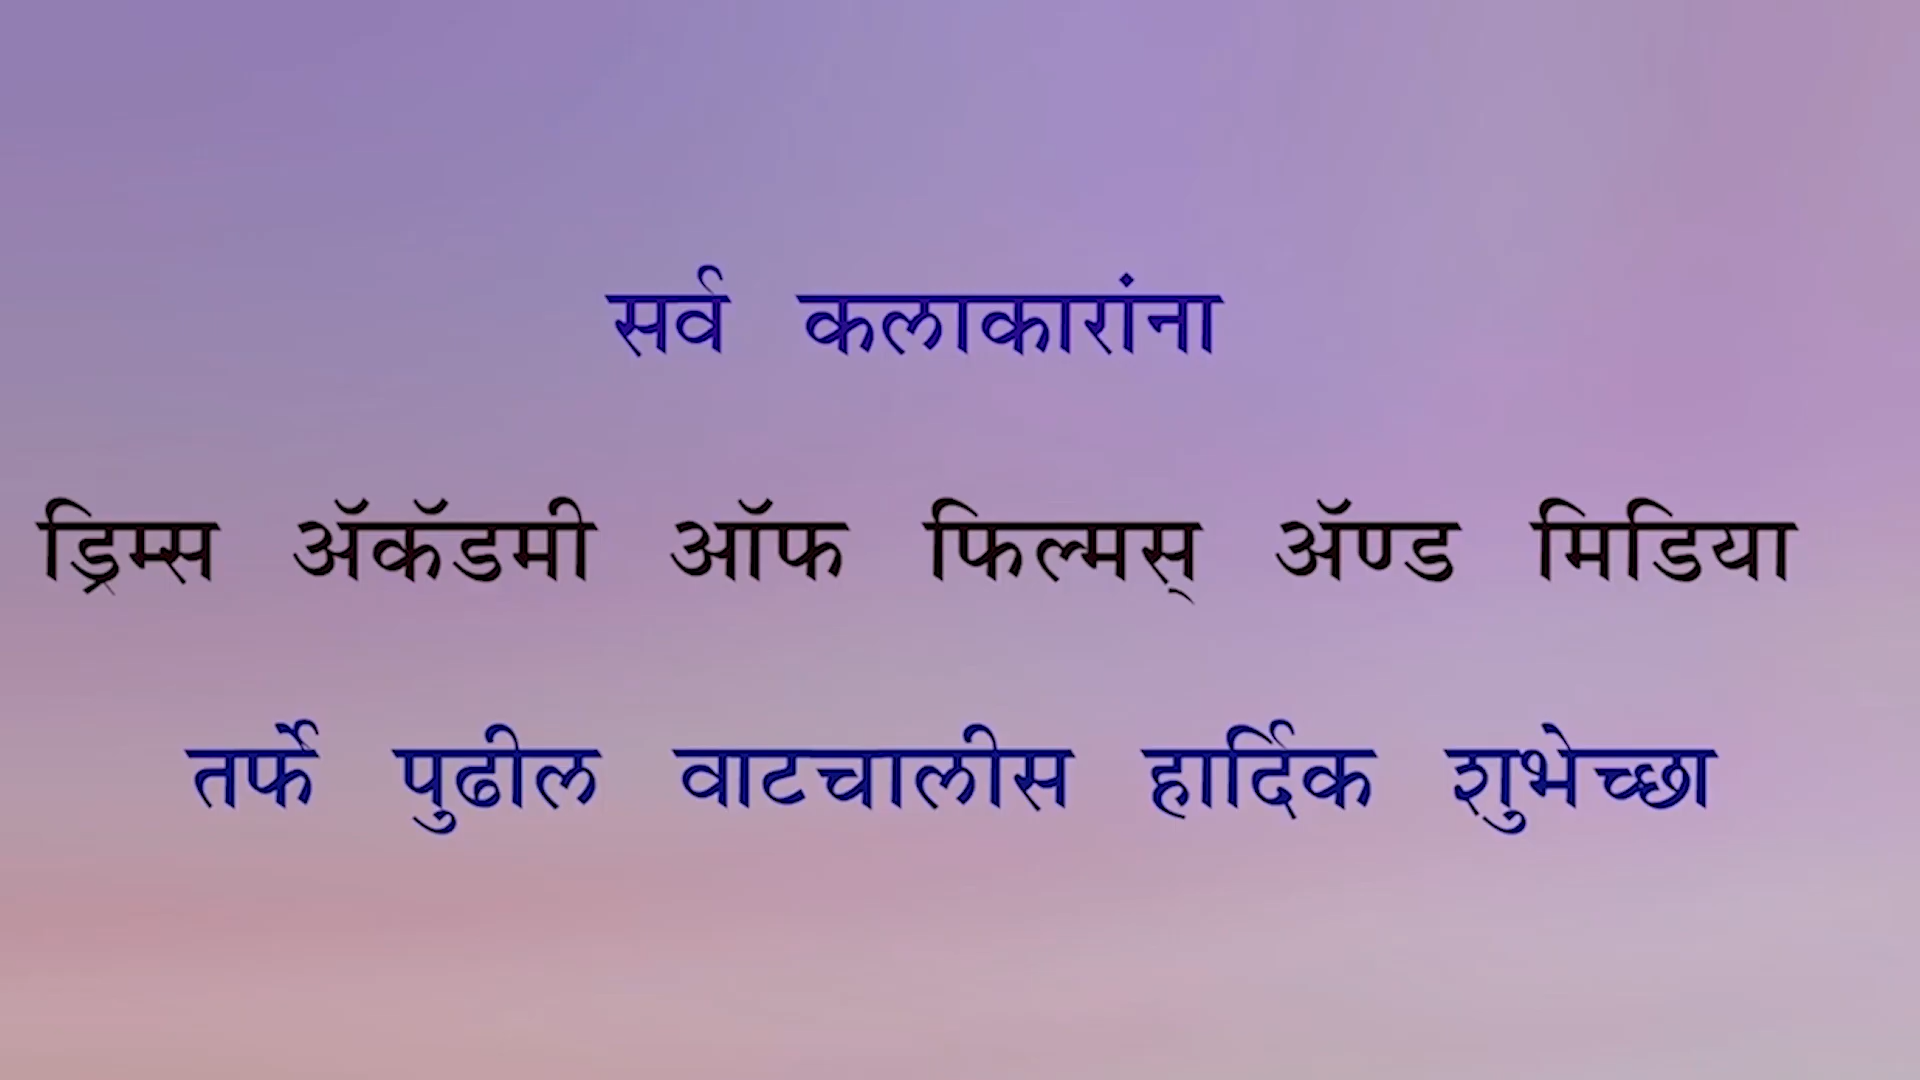 सर्व कलाकारांना
ड्रिम्स ॲकॅडमी ऑफ फिल्मस् ॲण्ड मिडिया
तर्फे पुढील वाटचालीस हार्दिक शुभेच्छा